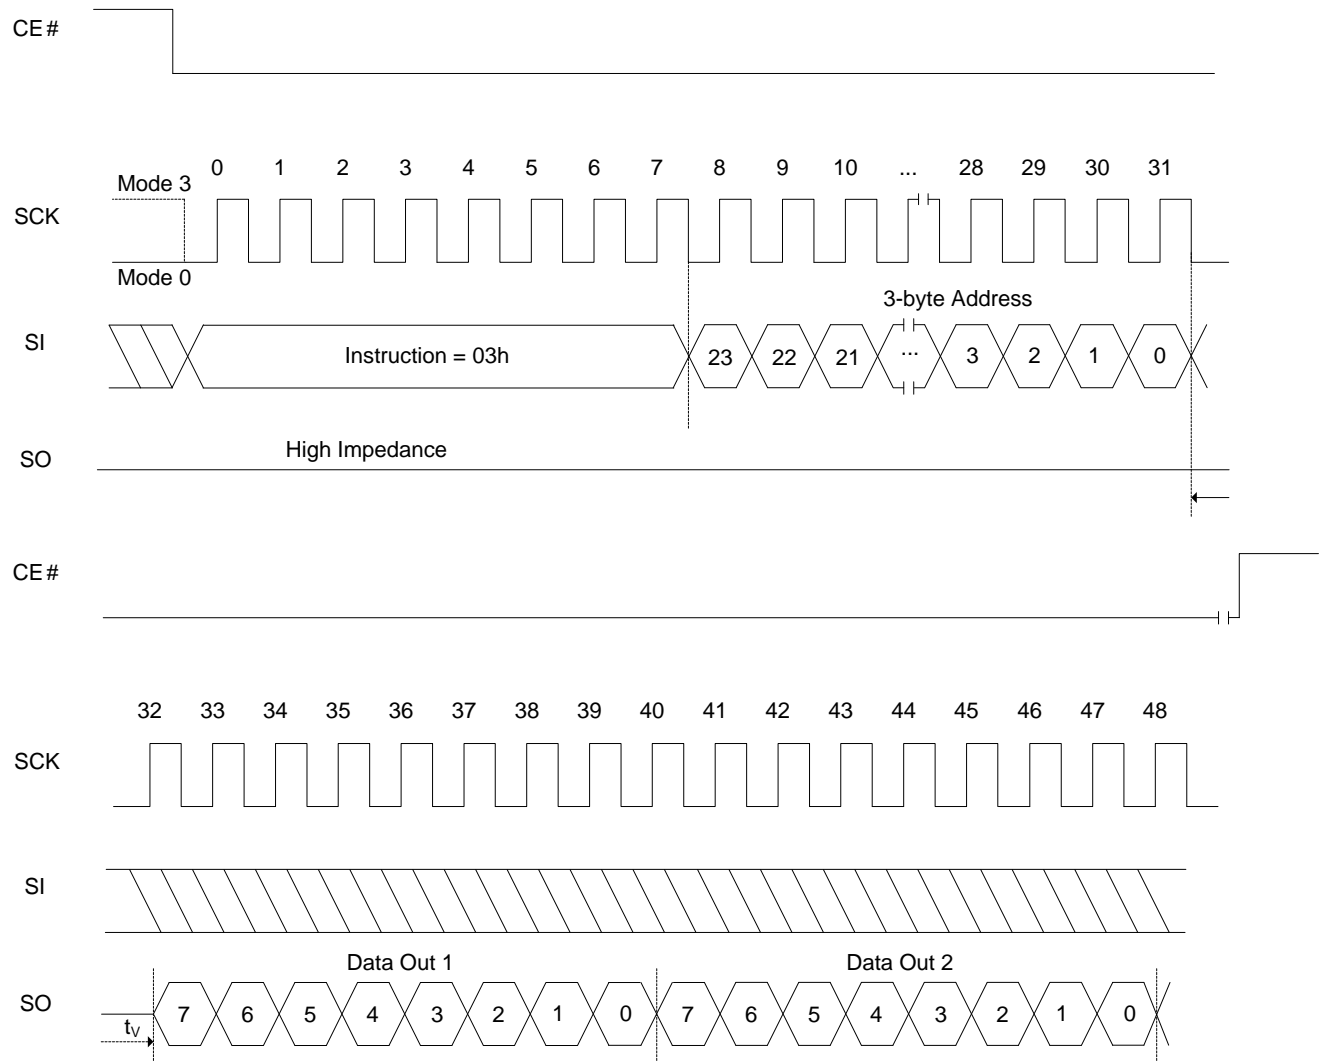 CE#
0 1 2 3 4 5 6 7 8 9 10 ... 28 29 30 31
Mode 3
SCK
Mode 0
3-byte Address
SI
Instruction = 03h 23 22 21 ... 3 2 1 0
High Impedance
SO
CE#
32 33 34 35 36 37 38 39 40 41 42 43 44 45 46 47 48
SCK
SI
Data Out 1 Data Out 2
SO 7 6 5 4 3 2 1 0 7 6 5 4 3 2 1 0
tV